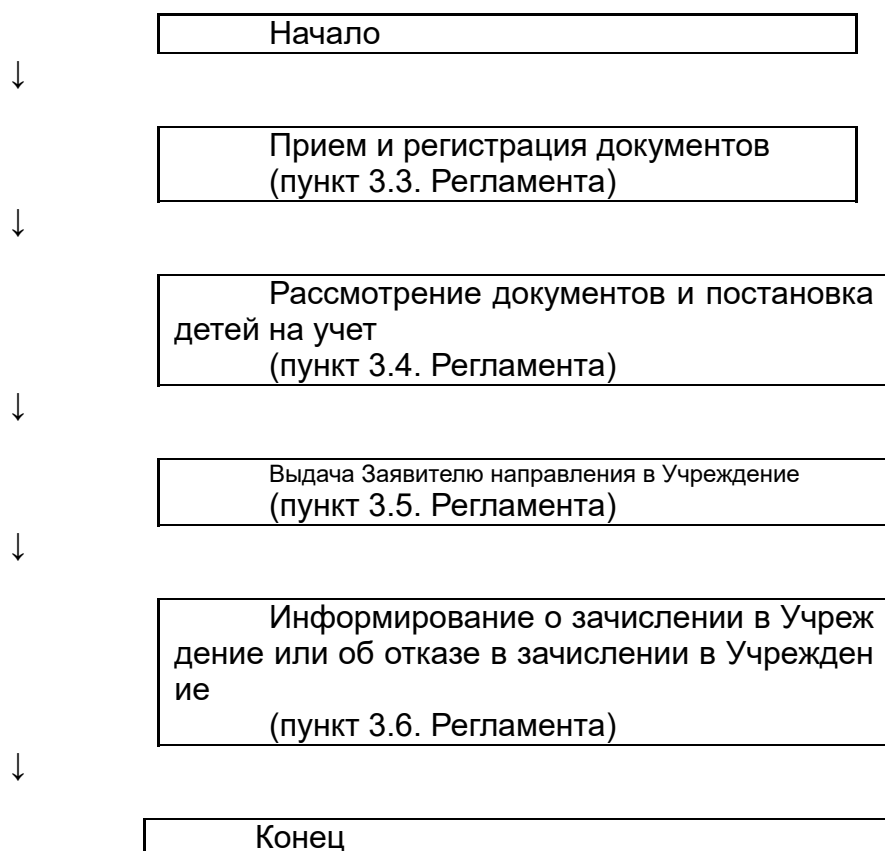 Начало
↓
Прием и регистрация документов
(пункт 3.3. Регламента)
↓
Рассмотрение документов и постановка
детей на учет
(пункт 3.4. Регламента)
↓
Выдача Заявителю направления в Учреждение
(пункт 3.5. Регламента)
↓
Информирование о зачислении в Учреж
дение или об отказе в зачислении в Учрежден
ие
(пункт 3.6. Регламента)
↓
Конец